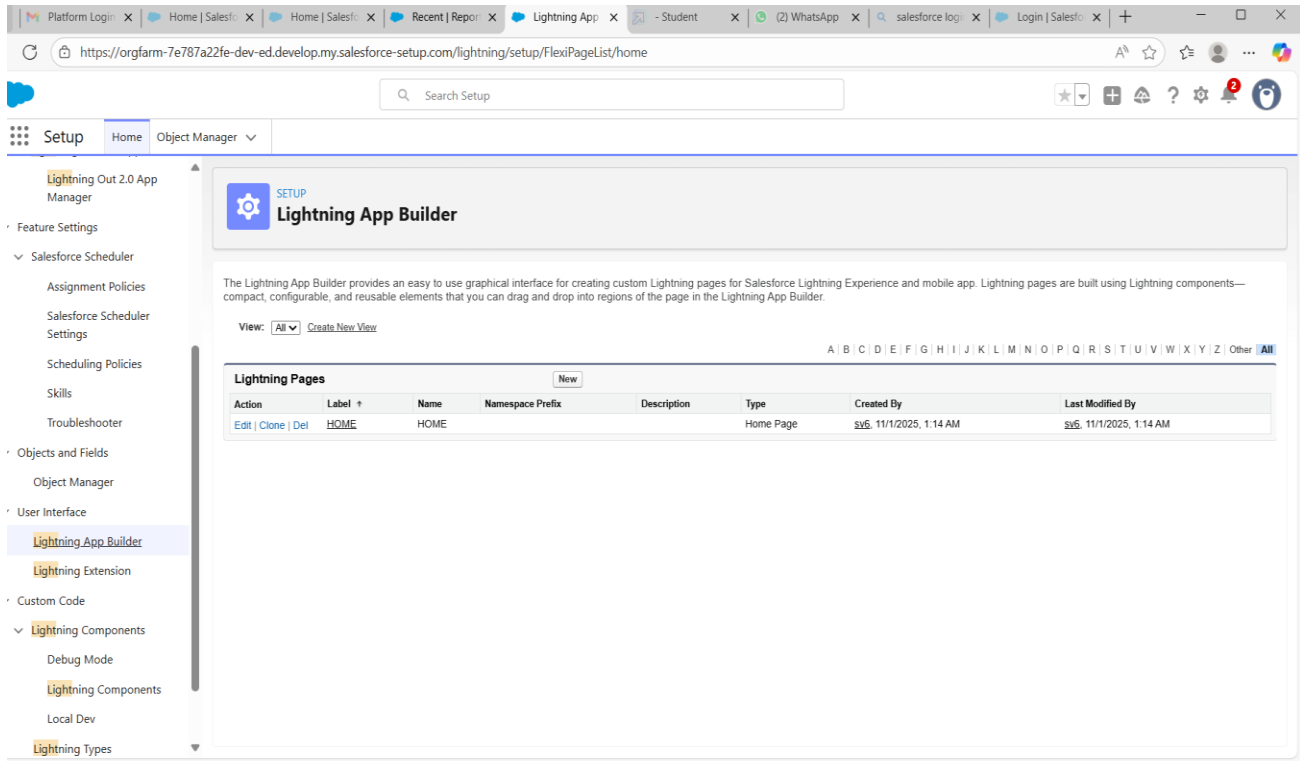 Platform Login
Home | Salesfo
Home | Salesfo
Recent | Report
Lightning App
- Student
(2) WhatsApp
salesforce logi
Login | Salesfo
https://orgfarm-7e787a22fe-dev-ed.develop.my.salesforce-setup.com/lightning/setup/FlexiPageList/home
Search Setup
2
Setup
Home
Object Manager
Lightning Out 2.0 App
Manager
Feature Settings
Salesforce Scheduler
Assignment Policies
Salesforce Scheduler
Settings
Scheduling Policies
Skills
Troubleshooter
Objects and Fields
Object Manager
User Interface
Lightning App Builder
Lightning Extension
Custom Code
Lightning Components
Debug Mode
Lightning Components
Local Dev
Lightning Types
SETUP
Lightning App Builder
The Lightning App Builder provides an easy to use graphical interface for creating custom Lightning pages for Salesforce Lightning Experience and mobile app. Lightning pages are built using Lightning components—
compact, configurable, and reusable elements that you can drag and drop into regions of the page in the Lightning App Builder.
View: All Create New View
A | B | C | D | E | F | G | H | I | J | K | L | M | N | O | P | Q | R | S | T | U | V | W | X | Y | Z | Other | All
Lightning Pages New
Action Label Name Namespace Prefix Description Type Created By Last Modified By
Edit | Clone | Del HOME HOME Home Page sv6, 11/1/2025, 1:14 AM sv6, 11/1/2025, 1:14 AM